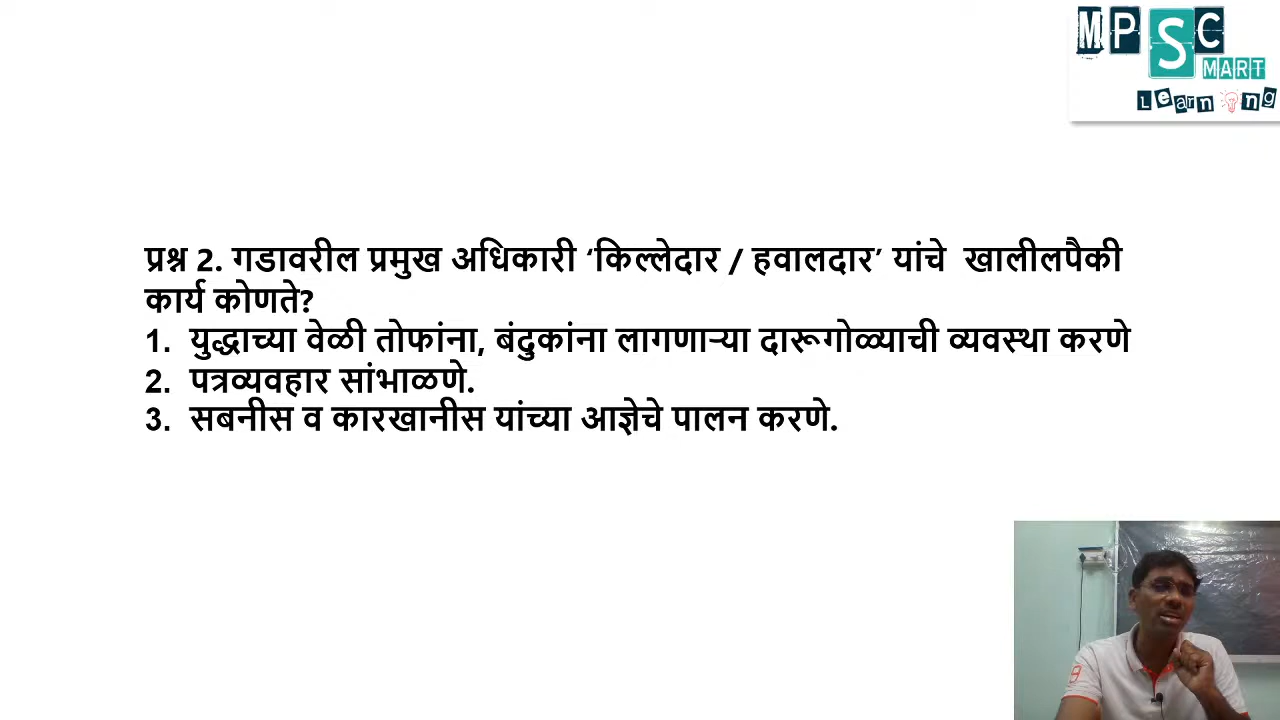 MPSC
MART
Learning
प्रश्न 2. गडावरील प्रमुख अधिकारी ‘किल्लेदार / हवालदार’ यांचे खालीलपैकी
कार्य कोणते?
1. युद्धाच्या वेळी तोफांना, बंदुकांना लागणाऱ्या दारूगोळ्याची व्यवस्था करणे
2. पत्रव्यवहार सांभाळणे.
3. सबनीस व कारखानीस यांच्या आज्ञेचे पालन करणे.